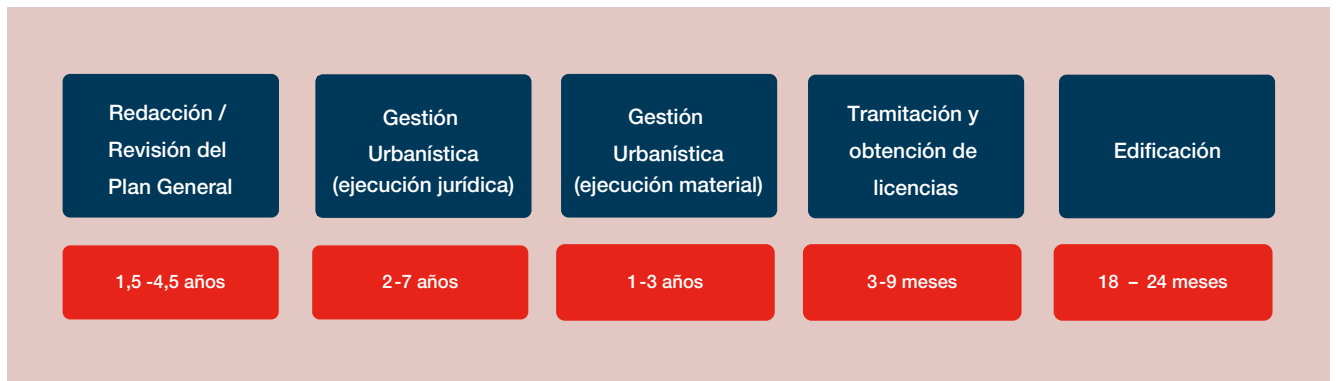 Redacción /
Revisión del
Plan General
Gestión
Urbanística
(ejecución jurídica)
Gestión
Urbanística
(ejecución material)
Tramitación y
obtención de
licencias
Edificación
1,5 -4,5 años
2-7 años
1-3 años
3-9 meses
18 – 24 meses